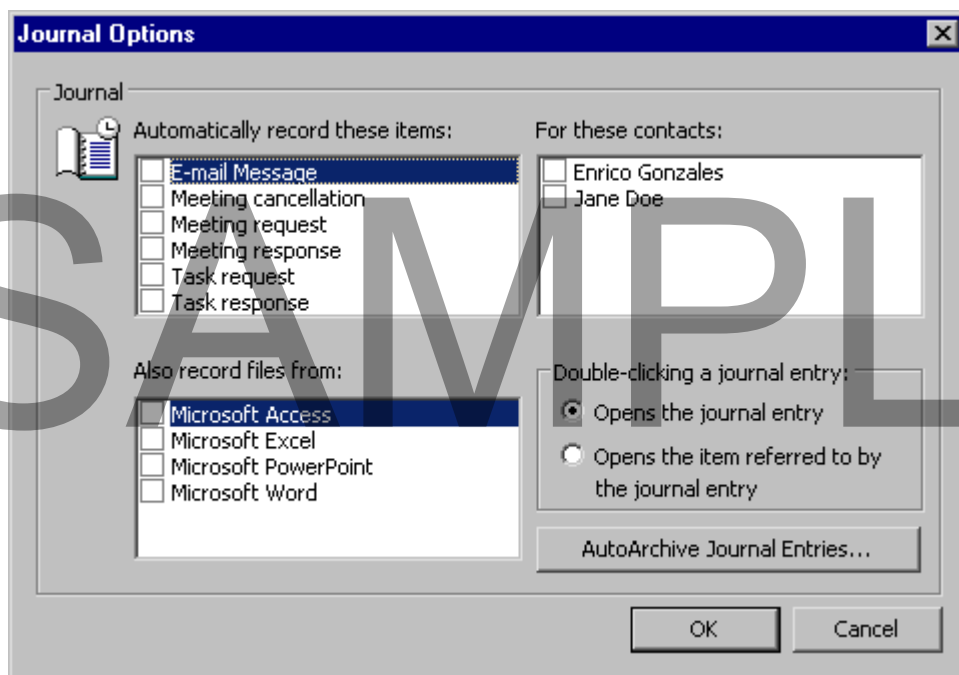 Journal Options
Journal
Automatically record these items:
E-mail Message
Meeting cancellation
Meeting request
Meeting response
Task request
Task response
For these contacts:
Enrico Gonzales
Jane Doe
Also record files from:
Microsoft Access
Microsoft Excel
Microsoft PowerPoint
Microsoft Word
Double-clicking a journal entry:
Opens the journal entry
Opens the item referred to by
the journal entry
AutoArchive Journal Entries...
OK
Cancel
SAMPL